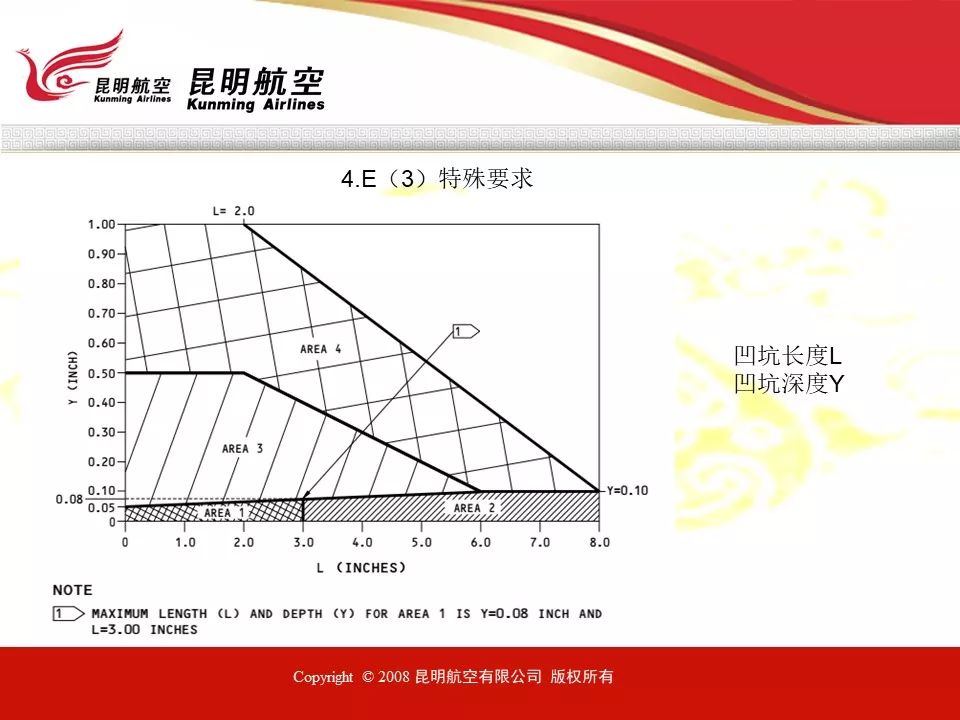 昆明航空
Kunming Airlines
昆明航空
Kunming Airlines
4.E（3）特殊要求
L= 2.0
1.00
0.90
0.80
0.70
0.60
0.50
0.40
0.30
0.20
0.10
0.08
0.05
0
Y (INCH)
AREA 4
1
AREA 3
Y=0.10
AREA 1
AREA 2
0 1.0 2.0 3.0 4.0 5.0 6.0 7.0 8.0
L (INCHES)
凹坑长度L
凹坑深度Y
NOTE
1 MAXIMUM LENGTH (L) AND DEPTH (Y) FOR AREA 1 IS Y=0.08 INCH AND
L=3.00 INCHES
Copyright © 2008 昆明航空有限公司 版权所有